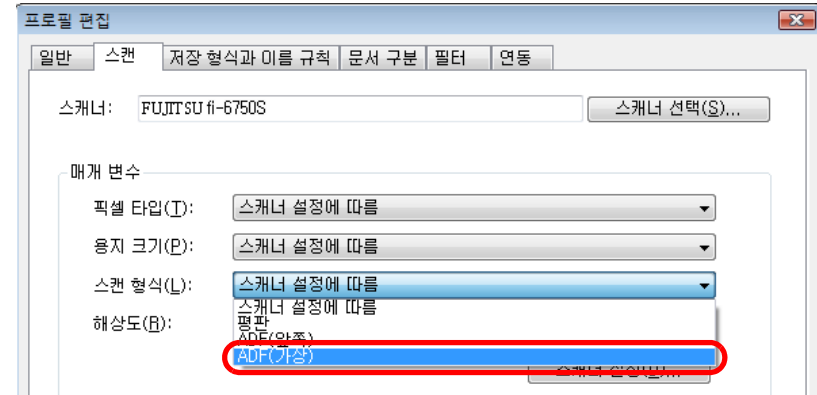 프로필 편집
일반 스캔 저장 형식과 이름 규칙 문서 구분 필터 연동
스캐너: FUJITSU fi-6750S 스캐너 선택(S)...
매개 변수
픽셀 타입(T): 스캐너 설정에 따름
용지 크기(P): 스캐너 설정에 따름
스캔 형식(L): 스캐너 설정에 따름
스캐너 설정에 따름
해상도(R): 평판
ADF(앞쪽)
ADF(가상)